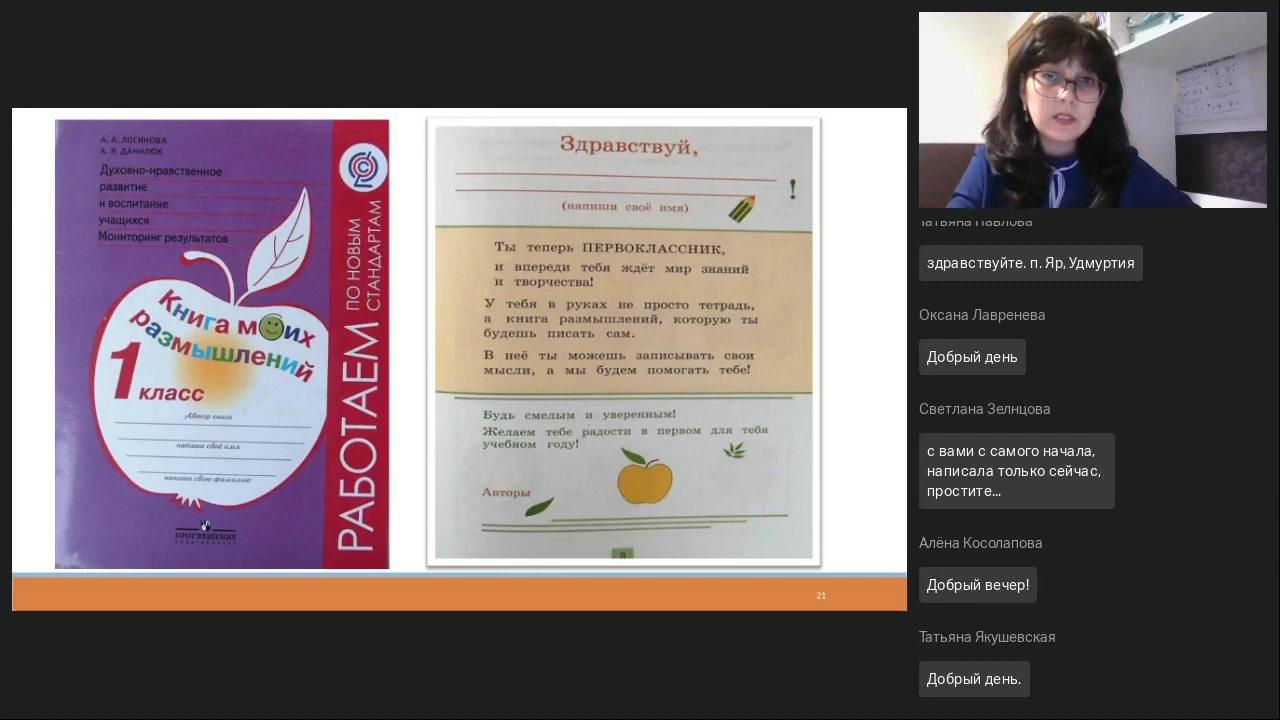 А. А. ЛОГИНОВА
А. Я. ДАНИЛЮК
Духовно-нравственное
развитие
и воспитание
учащихся
Мониторинг результатов
Книга моих
размышлений
1 класс
Автор книги
напиши своё имя
напиши свою фамилию
ПРОСВЕЩЕНИЕ
ИЗДАТЕЛЬСТВО
РАБОТАЕМ ПО НОВЫМ
СТАНДАРТАМ
Здравствуй,
!
(напиши своё имя)
Ты теперь ПЕРВОКЛАССНИК,
и впереди тебя ждёт мир знаний
и творчества!
У тебя в руках не просто тетрадь,
а книга размышлений, которую ты
будешь писать сам.
В неё ты можешь записывать свои
мысли, а мы будем помогать тебе!
Будь смелым и уверенным!
Желаем тебе радости в первом для тебя
учебном году!
Авторы
3
21
Татьяна Павлова
здравствуйте. п. Яр, Удмуртия
Оксана Лавренева
Добрый день
Светлана Зелнцова
с вами с самого начала,
написала только сейчас,
простите...
Алёна Косолапова
Добрый вечер!
Татьяна Якушевская
Добрый день.